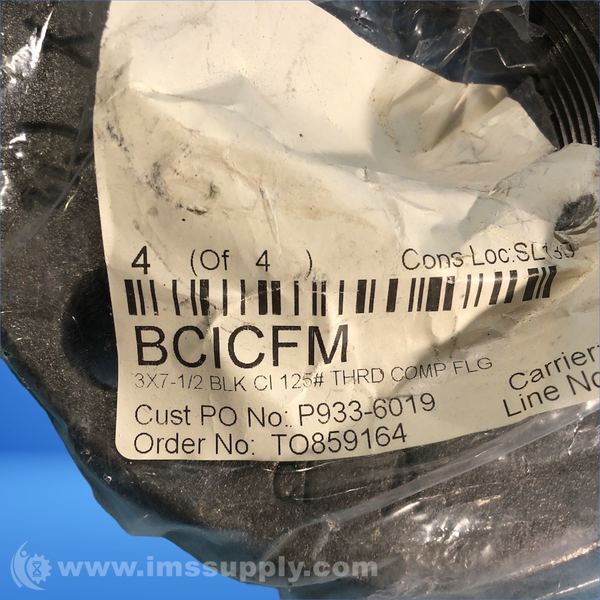 4 (Of 4 )
Cons Loc:SL133
BCICFM
3X7-1/2 BLK CI 125# THRD COMP FLG
Carrier:
Cust PO No: P933-6019
Line No
Order No: TO859164
www.imssupply.com/